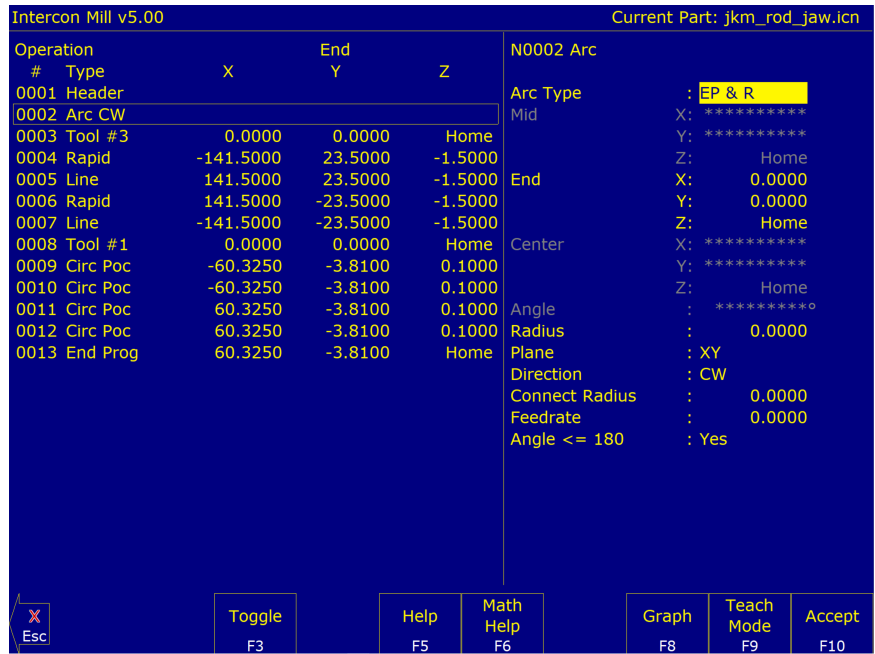 Intercon Mill v5.00 Current Part: jkm_rod_jaw.icn
Operation End
# Type X Y Z
0001 Header
0002 Arc CW
0003 Tool #3 0.0000 0.0000 Home
0004 Rapid -141.5000 23.5000 -1.5000
0005 Line 141.5000 23.5000 -1.5000
0006 Rapid 141.5000 -23.5000 -1.5000
0007 Line -141.5000 -23.5000 -1.5000
0008 Tool #1 0.0000 0.0000 Home
0009 Circ Poc -60.3250 -3.8100 0.1000
0010 Circ Poc -60.3250 -3.8100 0.1000
0011 Circ Poc 60.3250 -3.8100 0.1000
0012 Circ Poc 60.3250 -3.8100 0.1000
0013 End Prog 60.3250 -3.8100 Home
N0002 Arc
Arc Type : EP & R
Mid X: **********
Y: **********
Z: Home
End X: 0.0000
Y: 0.0000
Z: Home
Center X: **********
Y: **********
Z: Home
Angle : *********°
Radius : 0.0000
Plane : XY
Direction : CW
Connect Radius : 0.0000
Feedrate : 0.0000
Angle <= 180 : Yes
X
Esc
Toggle
F3
Help
F5
Math
Help
F6
Graph
F8
Teach
Mode
F9
Accept
F10